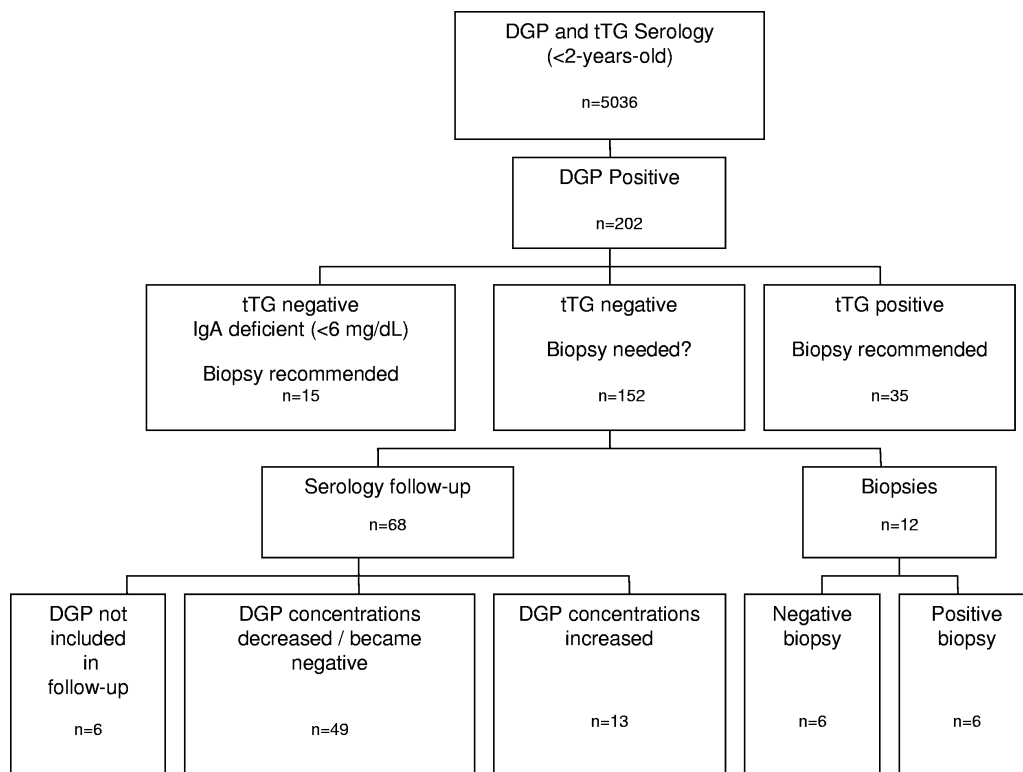 DGP and tTG Serology
(<2-years-old)
n=5036
DGP Positive
n=202
tTG negative
IgA deficient (<6 mg/dL)
Biopsy recommended
n=15
tTG negative
Biopsy needed?
n=152
tTG positive
Biopsy recommended
n=35
Serology follow-up
n=68
Biopsies
n=12
DGP not
included
in
follow-up
n=6
DGP concentrations
decreased / became
negative
n=49
DGP concentrations
increased
n=13
Negative
biopsy
n=6
Positive
biopsy
n=6